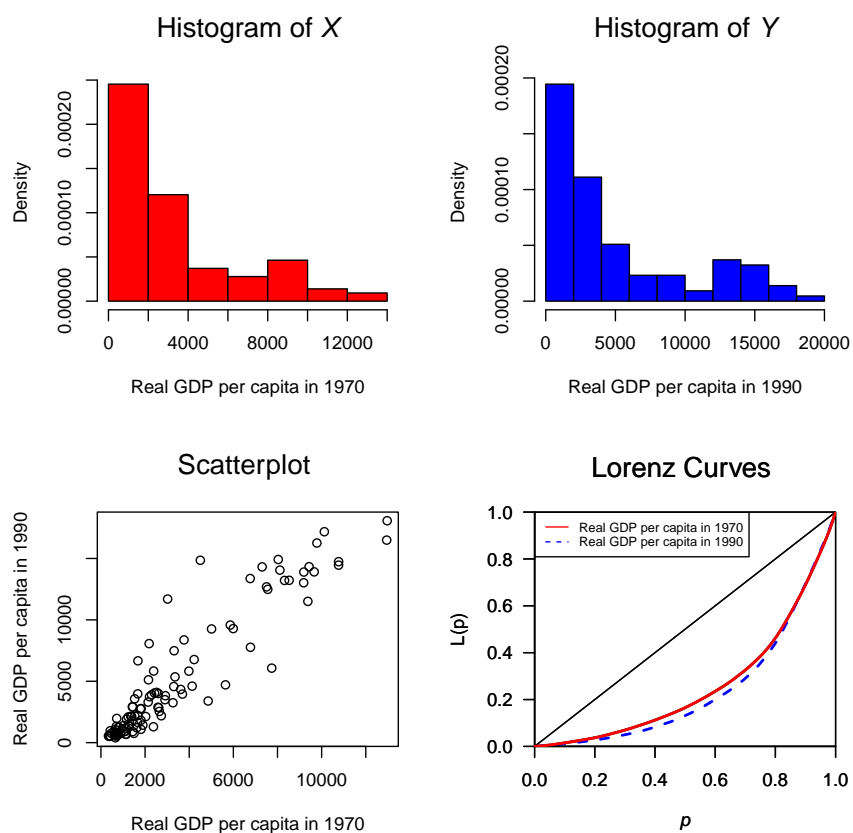 Histogram of X
Density
0.00000 0.00010 0.00020
0 4000 8000 12000
Real GDP per capita in 1970
Histogram of Y
Density
0.00000 0.00010 0.00020
0 5000 10000 15000 20000
Real GDP per capita in 1990
Scatterplot
Real GDP per capita in 1990
0 5000 10000
0 2000 6000 10000
Real GDP per capita in 1970
Lorenz Curves
Real GDP per capita in 1970
Real GDP per capita in 1990
L(p)
0.0 0.2 0.4 0.6 0.8 1.0
0.0 0.2 0.4 0.6 0.8 1.0
p